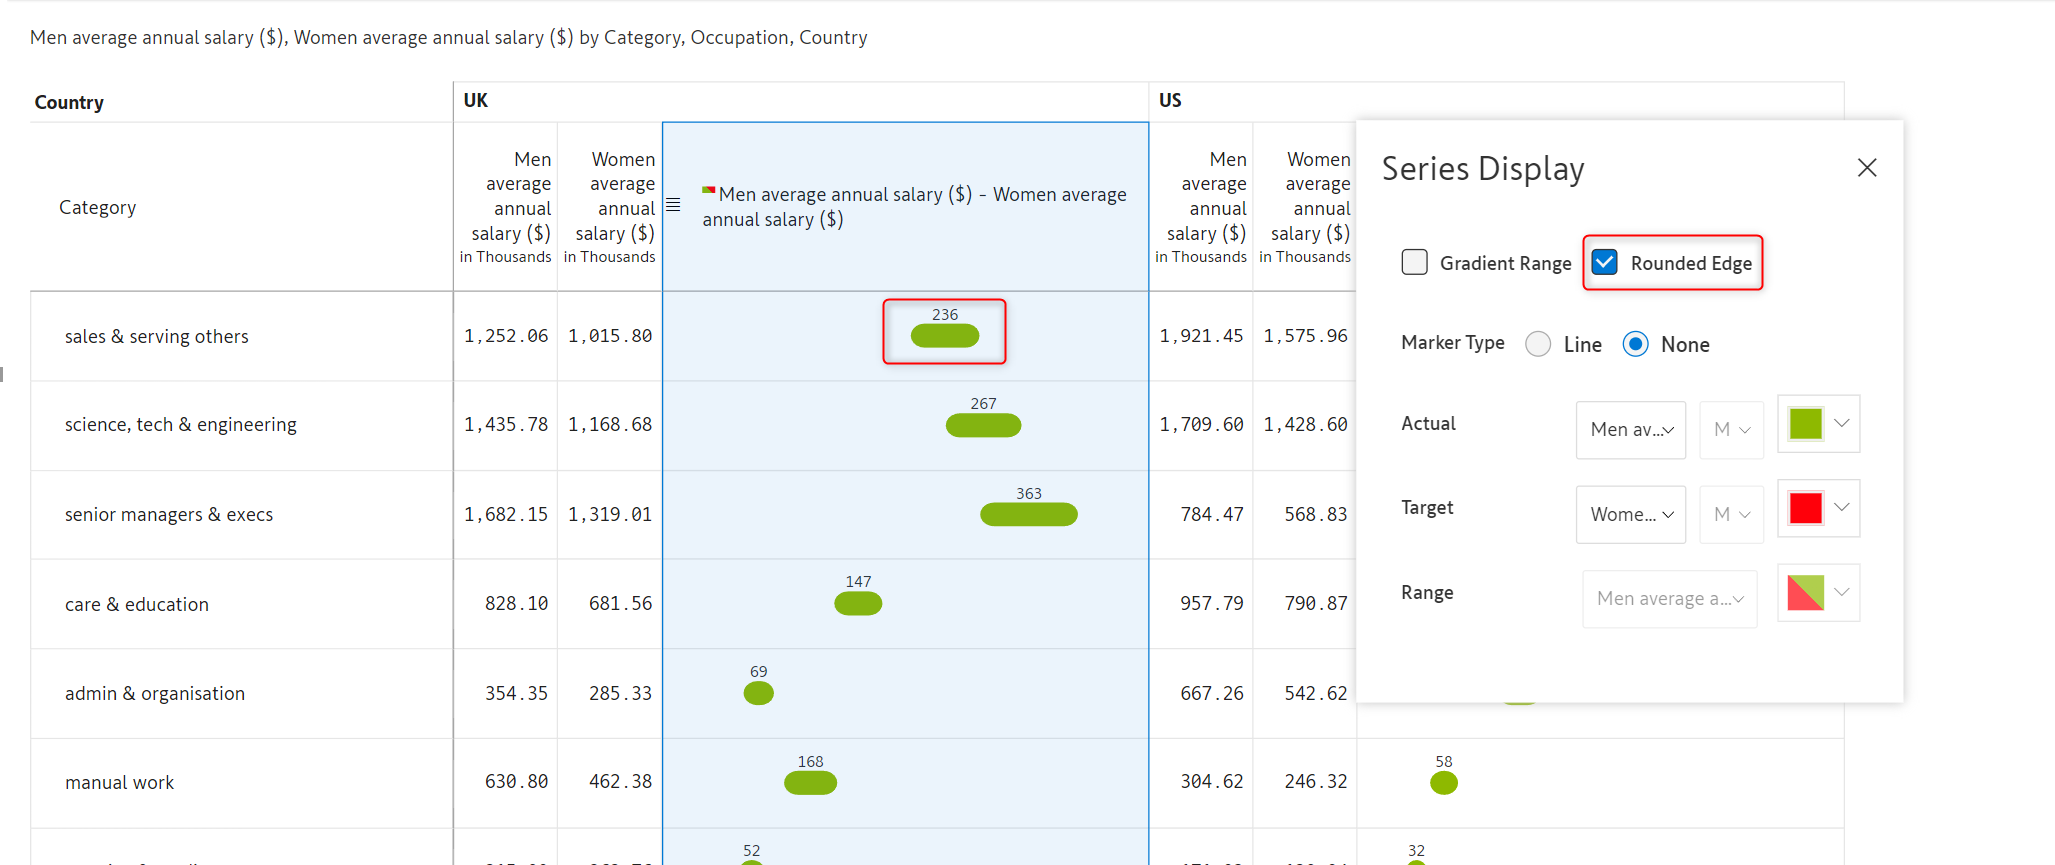 Men average annual salary ($), Women average annual salary ($) by Category, Occupation, Country
Country
UK
US
Category
Men average annual salary ($) in Thousands
Women average annual salary ($) in Thousands
Men average annual salary ($) - Women average annual salary ($)
Men average annual salary ($) in Thousands
Women average annual salary ($) in Thousands
sales & serving others 1,252.06 1,015.80 236 1,921.45 1,575.96
science, tech & engineering 1,435.78 1,168.68 267 1,709.60 1,428.60
senior managers & execs 1,682.15 1,319.01 363 784.47 568.83
care & education 828.10 681.56 147 957.79 790.87
admin & organisation 354.35 285.33 69 667.26 542.62
manual work 630.80 462.38 168 304.62 246.32 58
52 32
Series Display
Gradient Range Rounded Edge
Marker Type Line None
Actual Men av... M
Target Wome... M
Range Men average a...